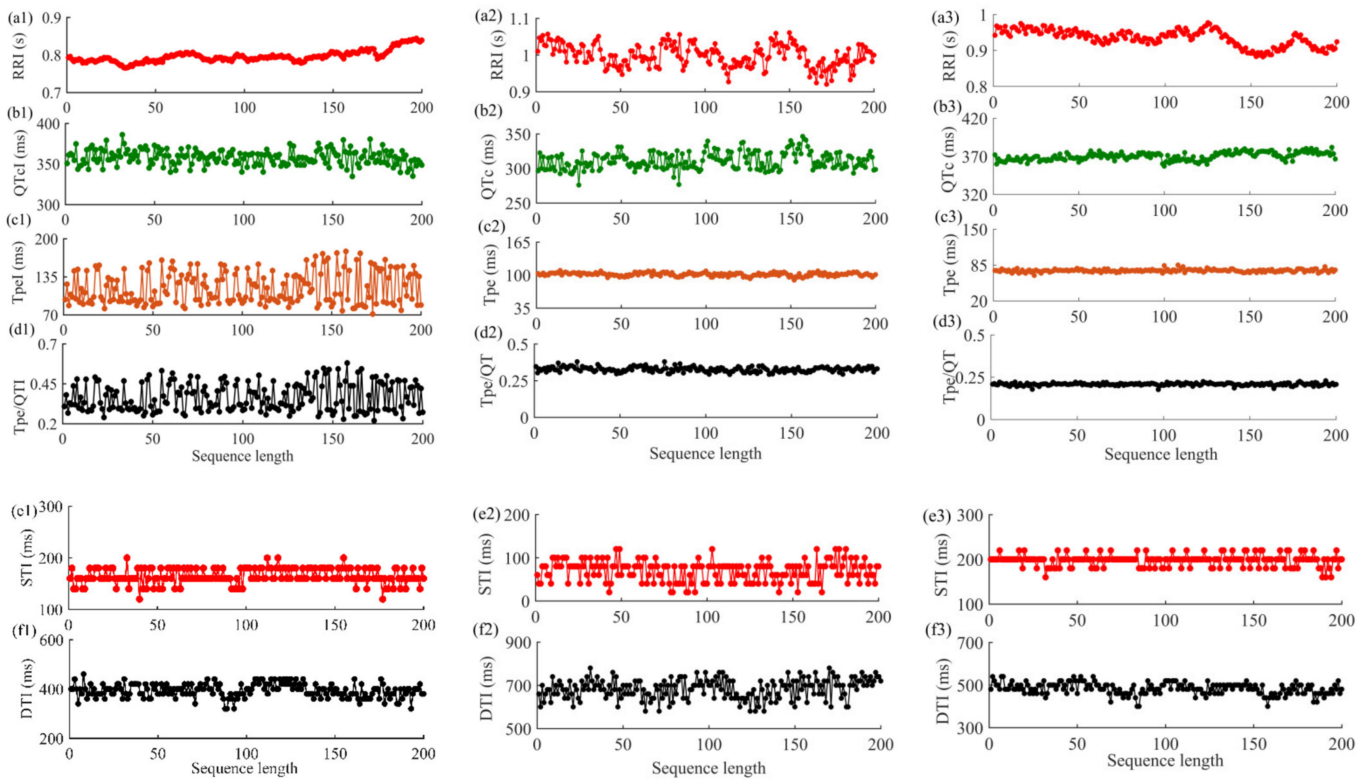 (a1)
RRI (s)
0.9
0.8
0.7
0 50 100 150 200
(b1)
QTcI (ms)
400
350
300
0 50 100 150 200
(c1)
TpeI (ms)
200
135
70
0 50 100 150 200
(d1)
Tpe/QTI
0.7
0.45
0.2
0 50 100 150 200
Sequence length
(a2)
RRI (s)
1.1
1
0.9
0 50 100 150 200
(b2)
QTc (ms)
350
300
250
0 50 100 150 200
(c2)
Tpe (ms)
165
100
35
0 50 100 150 200
(d2)
Tpe/QT
0.5
0.25
0
0 50 100 150 200
Sequence length
(a3)
RRI (s)
1
0.9
0.8
0 50 100 150 200
(b3)
QTc (ms)
420
370
320
0 50 100 150 200
(c3)
Tpe (ms)
150
85
20
0 50 100 150 200
(d3)
Tpe/QT
0.5
0.25
0
0 50 100 150 200
Sequence length
(e1)
STI (ms)
300
200
100
0 50 100 150 200
(f1)
DTI (ms)
600
400
200
0 50 100 150 200
Sequence length
(e2)
STI (ms)
200
100
0
0 50 100 150 200
(f2)
DTI (ms)
900
700
500
0 50 100 150 200
Sequence length
(e3)
STI (ms)
300
200
100
0 50 100 150 200
(f3)
DTI (ms)
700
500
300
0 50 100 150 200
Sequence length